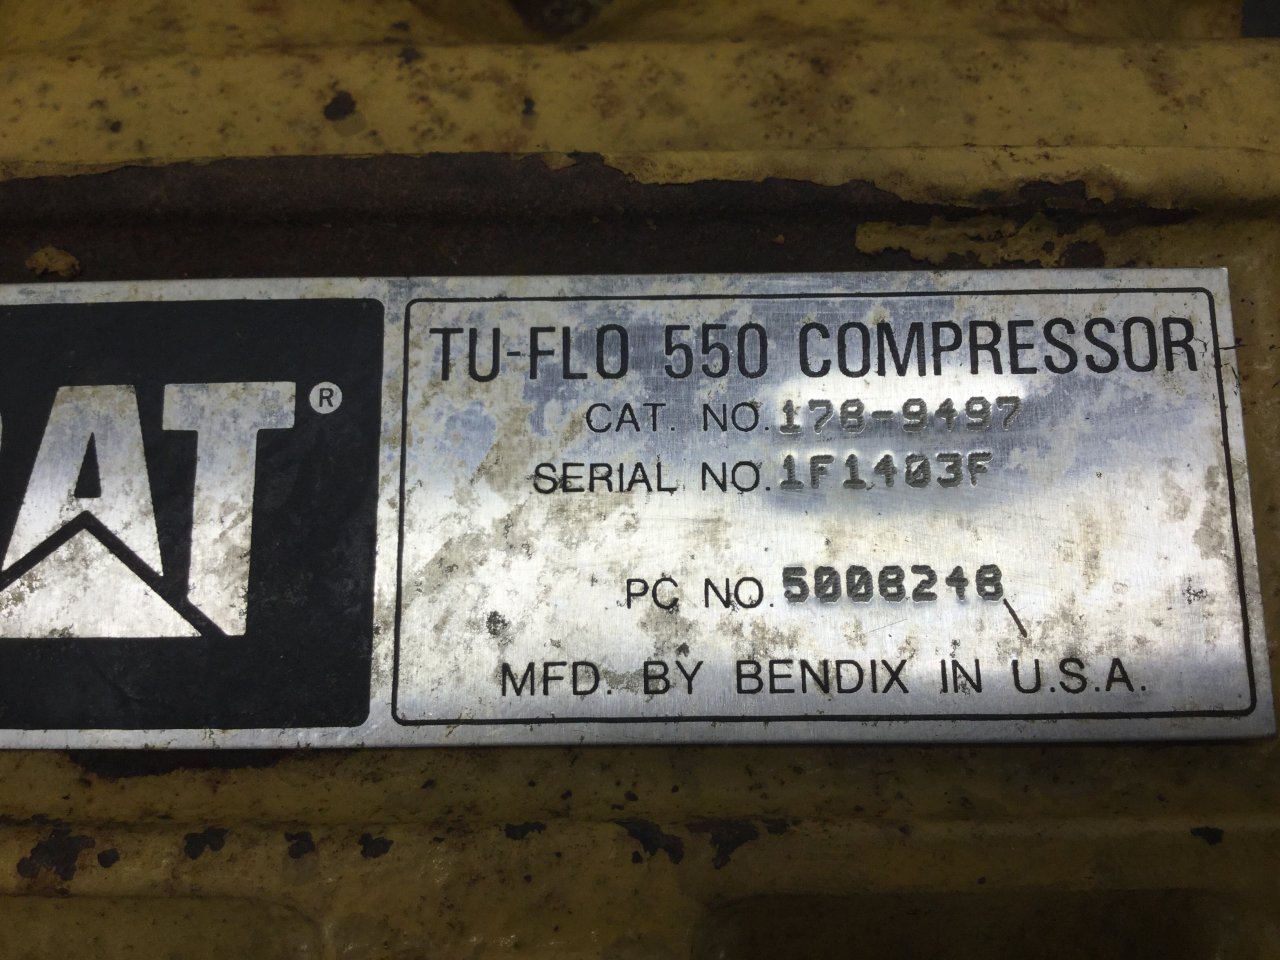 CAT ®
TU-FLO 550 COMPRESSOR
CAT. NO. 178-9497
SERIAL NO. 1F1403F
PC NO. 5008248
MFD. BY BENDIX IN U.S.A.